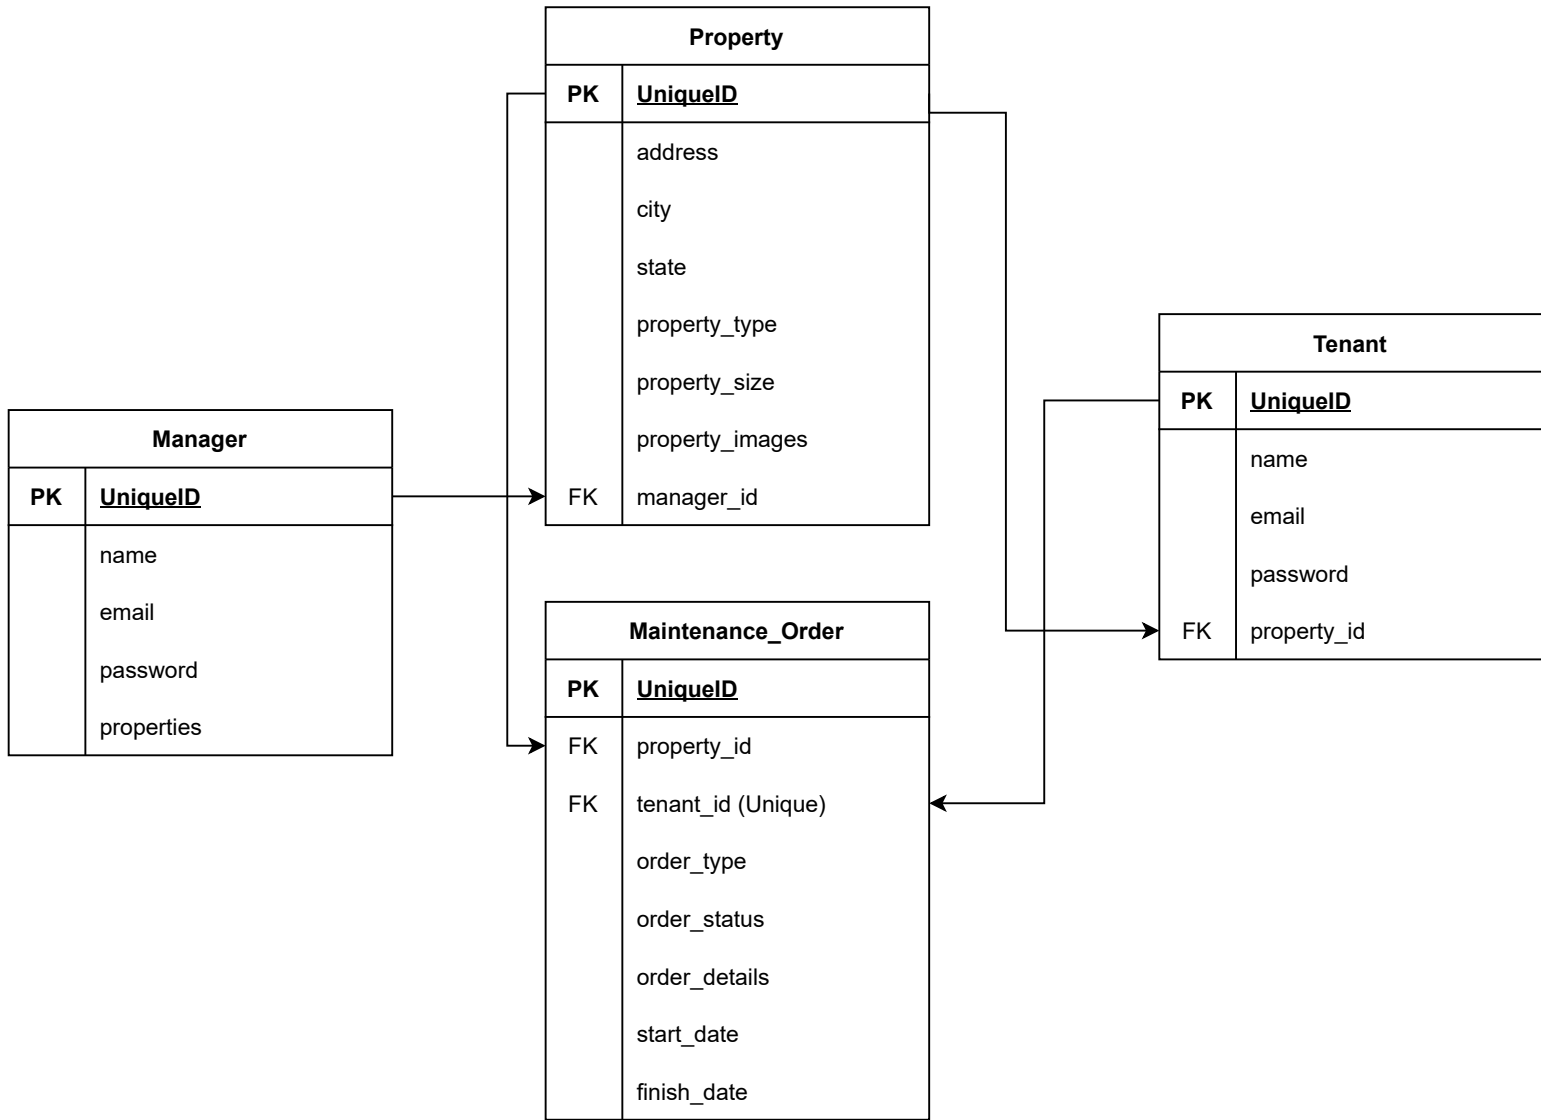 Property
PK UniqueID
address
city
state
property_type
property_size
property_images
FK manager_id
Manager
PK UniqueID
name
email
password
properties
Tenant
PK UniqueID
name
email
password
FK property_id
Maintenance_Order
PK UniqueID
FK property_id
FK tenant_id (Unique)
order_type
order_status
order_details
start_date
finish_date